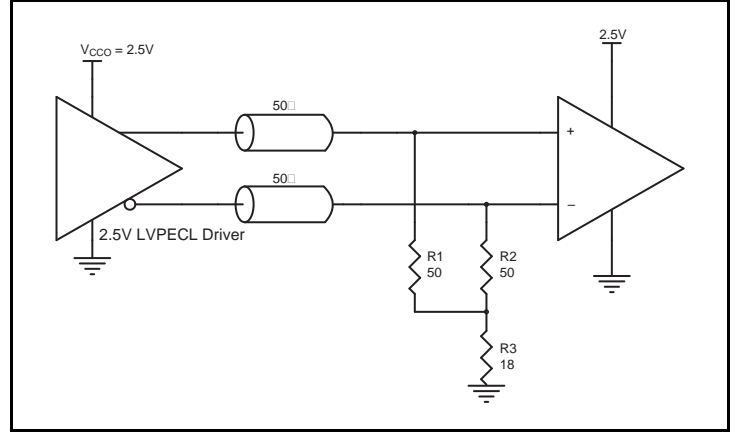 2.5V
V_CCO = 2.5V
50□
+
50□
–
2.5V LVPECL Driver
R1
50
R2
50
R3
18